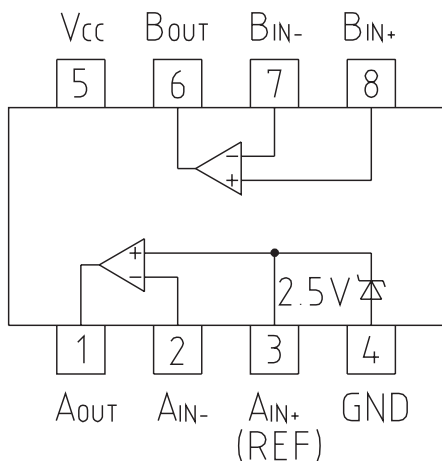 VCC BOUT BIN- BIN+
5 6 7 8
-
+
+
-
2.5V
1 2 3 4
AOUT AIN- AIN+ GND
(REF)